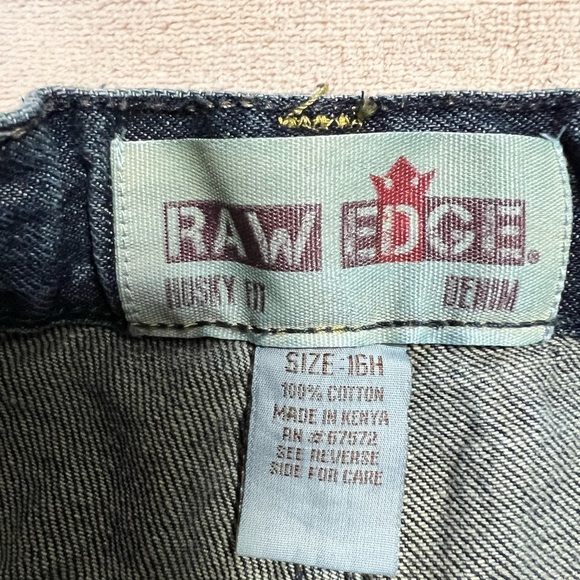 RAW EDGE®
HUSKY FIT DENIM
SIZE:16H
100% COTTON
MADE IN KENYA
RN #67572
SEE REVERSE
SIDE FOR CARE